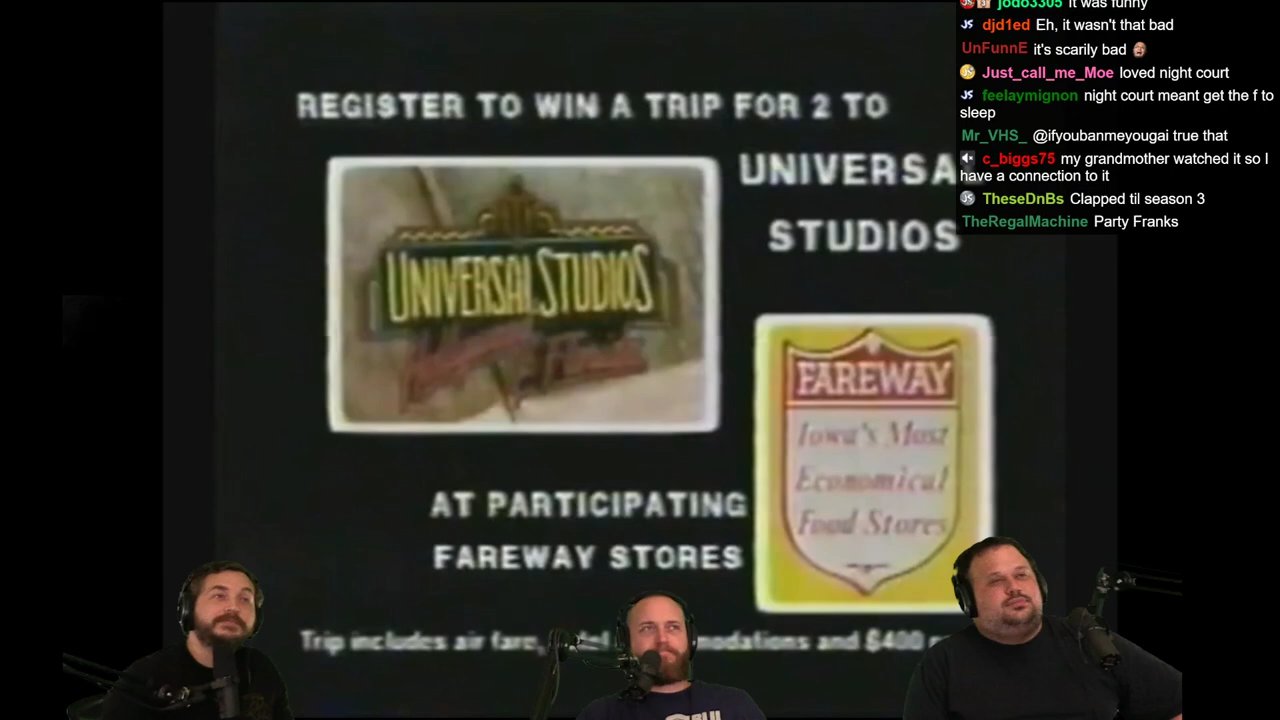 jodo3305 It was funny
djd1ed Eh, it wasn't that bad
UnFunnE it's scarily bad
Just_call_me_Moe loved night court
feelaymignon night court meant get the f to
sleep
Mr_VHS_ @ifyoubanmeyougai true that
c_biggs75 my grandmother watched it so I
have a connection to it
TheseDnBs Clapped til season 3
TheRegalMachine Party Franks
REGISTER TO WIN A TRIP FOR 2 TO
UNIVERSA
STUDIOS
UNIVERSAL STUDIOS
FAREWAY
Iowa's Most
Economical
Food Stores
AT PARTICIPATING
FAREWAY STORES
Trip includes air fare, modations and $400